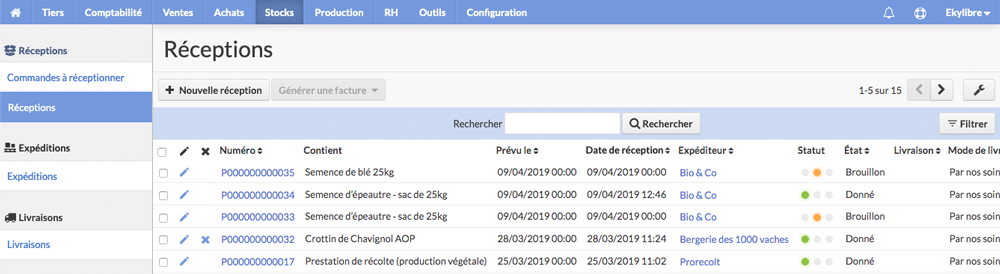 Tiers Comptabilité Ventes Achats Stocks Production RH Outils Configuration Ekylibre
Réceptions
Commandes à réceptionner
Réceptions
Expéditions
Expéditions
Livraisons
Livraisons
Réceptions
Nouvelle réception Générer une facture 1-5 sur 15
Rechercher Rechercher Filtrer
Numéro Contient Prévu le Date de réception Expéditeur Statut État Livraison Mode de livr
P000000000035 Semence de blé 25kg 09/04/2019 00:00 09/04/2019 00:00 Bio & Co Brouillon Par nos soin
P000000000034 Semence d'épeautre - sac de 25kg 09/04/2019 00:00 09/04/2019 12:46 Bio & Co Donné Par nos soin
P000000000033 Semence d'épeautre - sac de 25kg 09/04/2019 00:00 09/04/2019 00:00 Bio & Co Brouillon Par nos soin
P000000000032 Crottin de Chavignol AOP 28/03/2019 00:00 28/03/2019 11:24 Bergerie des 1000 vaches Donné Par nos soin
P000000000017 Prestation de récolte (production végétale) 25/03/2019 00:00 25/03/2019 11:02 Prorecolt Donné Par nos soin